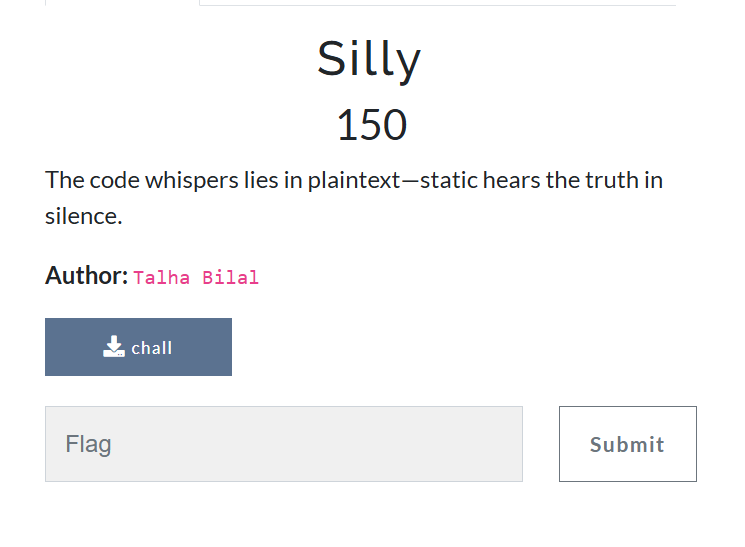 Silly
150
The code whispers lies in plaintext—static hears the truth in
silence.
Author: Talha Bilal
chall
Flag
Submit